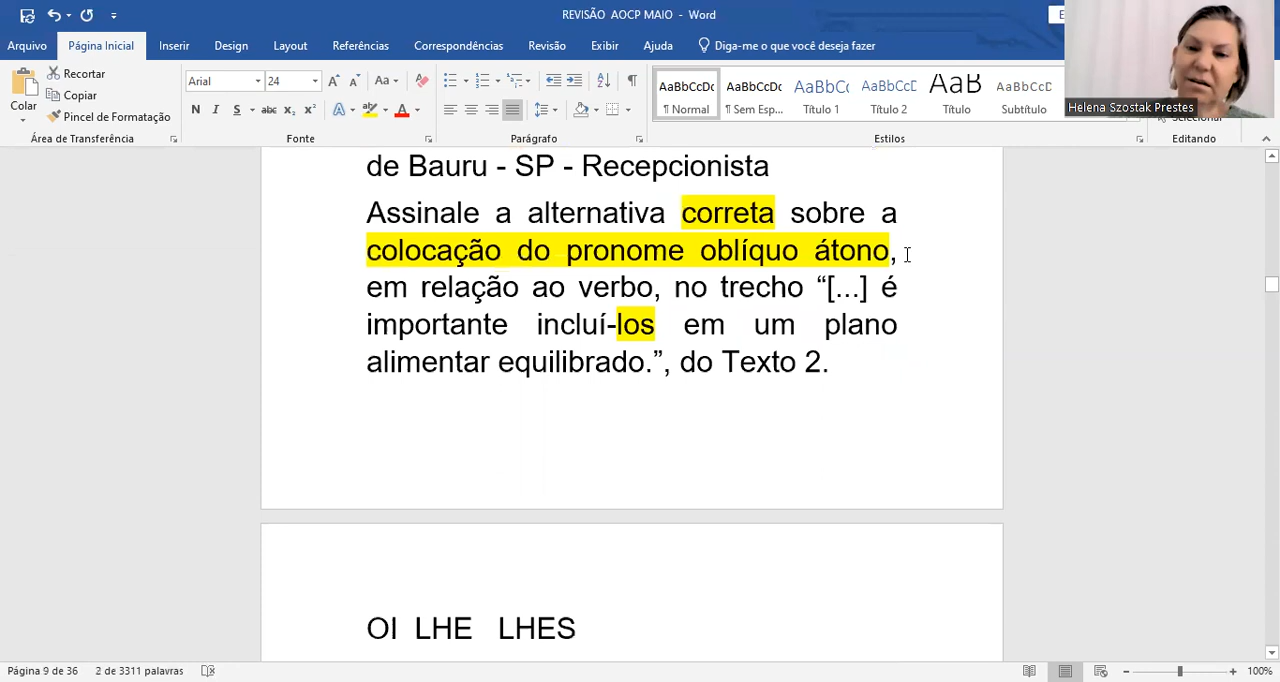 REVISÃO AOCP MAIO - Word
Arquivo Página Inicial Inserir Design Layout Referências Correspondências Revisão Exibir Ajuda Diga-me o que você deseja fazer
Colar
Recortar
Copiar
Pincel de Formatação
Área de Transferência
Arial 24
N I S abc x₂ x²
Fonte
Parágrafo
AaBbCcDc AaBbCcDc AaBbCc AaBbCcD AaB AaBbCcD
¶ Normal ¶ Sem Esp... Título 1 Título 2 Título Subtítulo
Estilos
Editando
Helena Szostak Prestes
de Bauru - SP - Recepcionista
Assinale a alternativa correta sobre a
colocação do pronome oblíquo átono,
em relação ao verbo, no trecho “[...] é
importante incluí-los em um plano
alimentar equilibrado.”, do Texto 2.
OI LHE LHES
Página 9 de 36 2 de 3311 palavras 100%